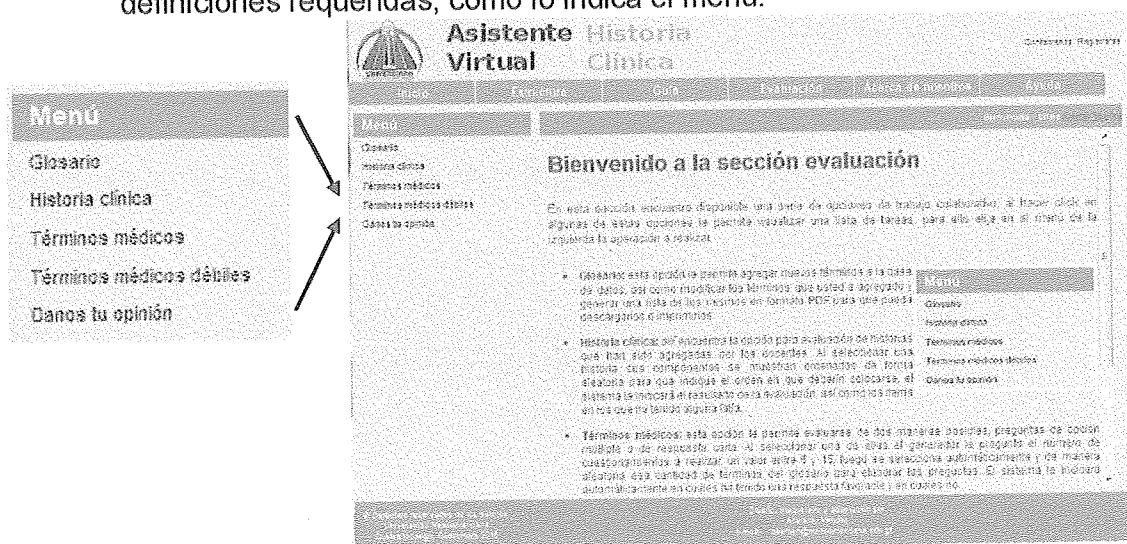 definiciones requeridas, como lo indica el menú.
Asistente Historia
Virtual Clínica
Inicio Estructura Guía Evaluación Acerca de nosotros Ayuda
Menú
Glosario
Historia clínica
Términos médicos
Términos médicos débiles
Danos tu opinión
Menú
Glosario
Historia clínica
Términos médicos
Términos médicos débiles
Danos tu opinión
Bienvenido a la sección evaluación
En esta sección encuentra disponible una serie de opciones de trabajo colaborativo, al hacer click en
algunas de estas opciones le permite visualizar una lista de tareas, para ello elija en el menú de la
izquierda la operación a realizar.
• Glosario: esta opción le permite agregar nuevos términos a la base
de datos, así como modificar los términos que usted a agregado y
generar una lista de los mismos en formato PDF para que pueda
descargarlos o imprimirlos.
• Historia clínica: se encuentra la opción para evaluación de historias
que han sido agregadas por los docentes. Al seleccionar una
historia sus componentes se muestran ordenados de forma
aleatoria para que indique el orden en que deberán colocarse, el
sistema le indicará el resultado de la evaluación, así como los ítems
en los que ha tenido alguna falla.
Menú
Glosario
Historia clínica
Términos médicos
Términos médicos débiles
Danos tu opinión
• Términos médicos: esta opción le permite evaluarse de dos maneras posibles, preguntas de opción
múltiple o de respuesta corta. Al seleccionar una de ellas el generador le pregunta el número de
cuestionamientos a realizar, un valor entre 5 y 15, luego se selecciona automáticamente y de manera
aleatoria esa cantidad de términos del glosario para elaborar las preguntas. El sistema le indicará
automáticamente en cuáles ha tenido una respuesta favorable y en cuáles no.